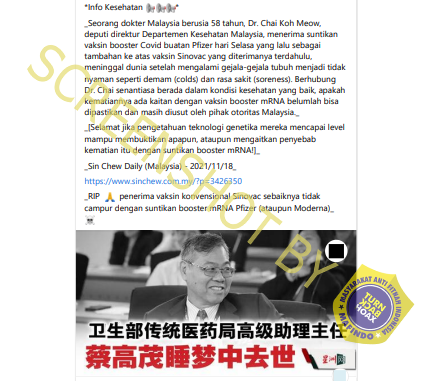 *Info Kesehatan 🗽🗽🗽*
_Seorang dokter Malaysia berusia 58 tahun, Dr. Chai Koh Meow,
deputi direktur Departemen Kesehatan Malaysia, menerima suntikan
vaksin booster Covid buatan Pfizer hari Selasa yang lalu sebagai
tambahan ke atas vaksin Sinovac yang diterimanya terdahulu,
meninggal dunia setelah mengalami gejala-gejala tubuh menjadi tidak
nyaman seperti demam (colds) dan rasa sakit (soreness). Berhubung
Dr. Chai senantiasa berada dalam kondisi kesehatan yang baik, apakah
kematiannya ada kaitan dengan vaksin booster mRNA belumlah bisa
dipastikan dan masih diusut oleh pihak otoritas Malaysia._
_[Selamat jika pengetahuan teknologi genetika mereka mencapai level
mampu membuktikan apapun, ataupun mengaitkan penyebab
kematian itu dengan suntikan booster mRNA!]_
_Sin Chew Daily (Malaysia) - 2021/11/18_
https://www.sinchew.com.my/?p=3426350
_RIP 🙏 penerima vaksin konvensional Sinovac sebaiknya tidak
campur dengan suntikan booster mRNA Pfizer (ataupun Moderna)_
☠️
SCREENSHOT BY
MASYARAKAT ANTI FITNAH INDONESIA
TURN
BACK
HOAX
MAFINDO
卫生部传统医药局高级助理主任
蔡高茂睡梦中去世
星洲网